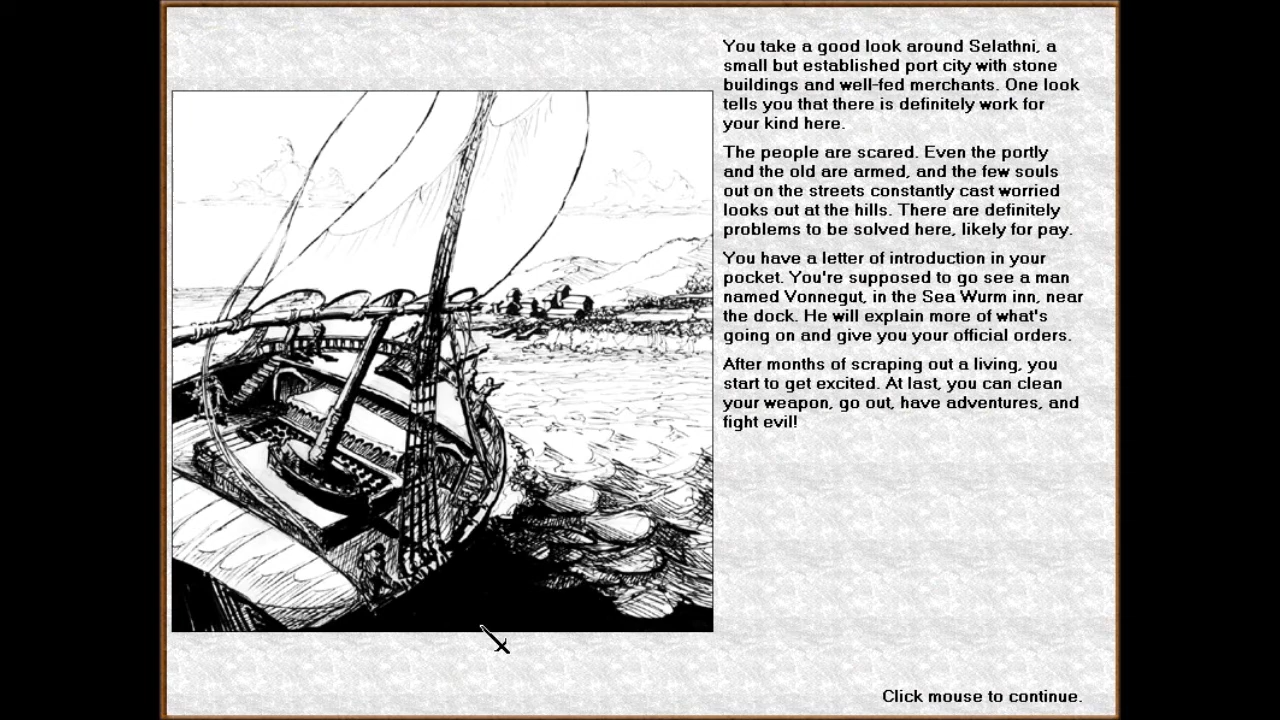 You take a good look around Selathni, a
small but established port city with stone
buildings and well-fed merchants. One look
tells you that there is definitely work for
your kind here.
The people are scared. Even the portly
and the old are armed, and the few souls
out on the streets constantly cast worried
looks out at the hills. There are definitely
problems to be solved here, likely for pay.
You have a letter of introduction in your
pocket. You're supposed to go see a man
named Vonnegut, in the Sea Wurm inn, near
the dock. He will explain more of what's
going on and give you your official orders.
After months of scraping out a living, you
start to get excited. At last, you can clean
your weapon, go out, have adventures, and
fight evil!
Click mouse to continue.